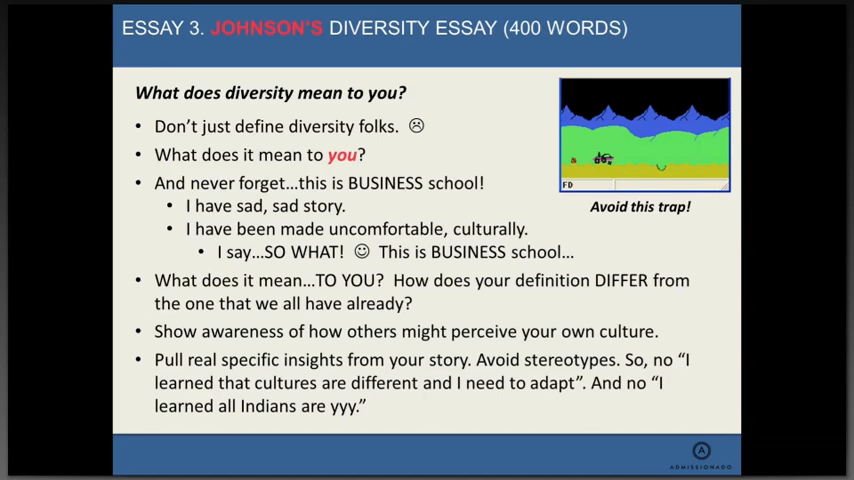 ESSAY 3. JOHNSON'S DIVERSITY ESSAY (400 WORDS)
What does diversity mean to you?
• Don't just define diversity folks. ☹
• What does it mean to you?
• And never forget…this is BUSINESS school!
• I have sad, sad story.
• I have been made uncomfortable, culturally.
• I say…SO WHAT! ☺ This is BUSINESS school…
• What does it mean…TO YOU? How does your definition DIFFER from
the one that we all have already?
• Show awareness of how others might perceive your own culture.
• Pull real specific insights from your story. Avoid stereotypes. So, no "I
learned that cultures are different and I need to adapt". And no "I
learned all Indians are yyy."
FD
Avoid this trap!
A
ADMISSIONADO